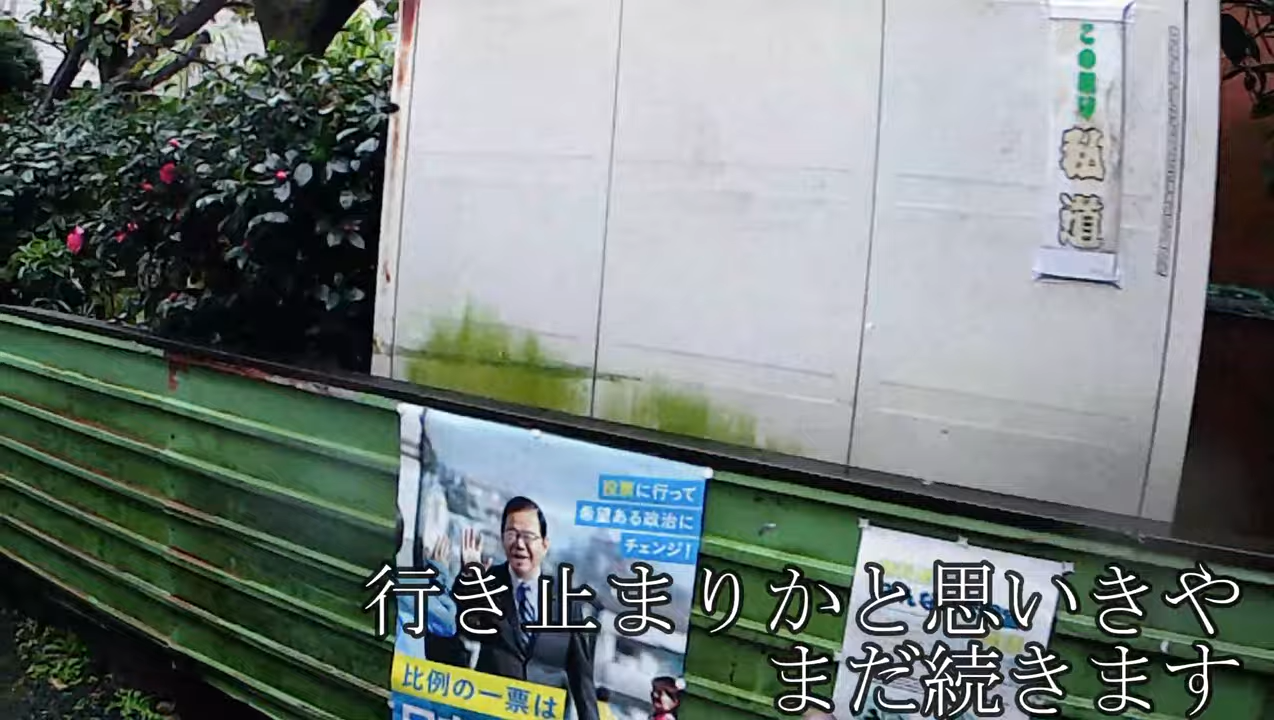 この先は
私道
投票に行って
希望ある政治に
チェンジ！
比例の一票は
行き止まりかと思いきや
まだ続きます